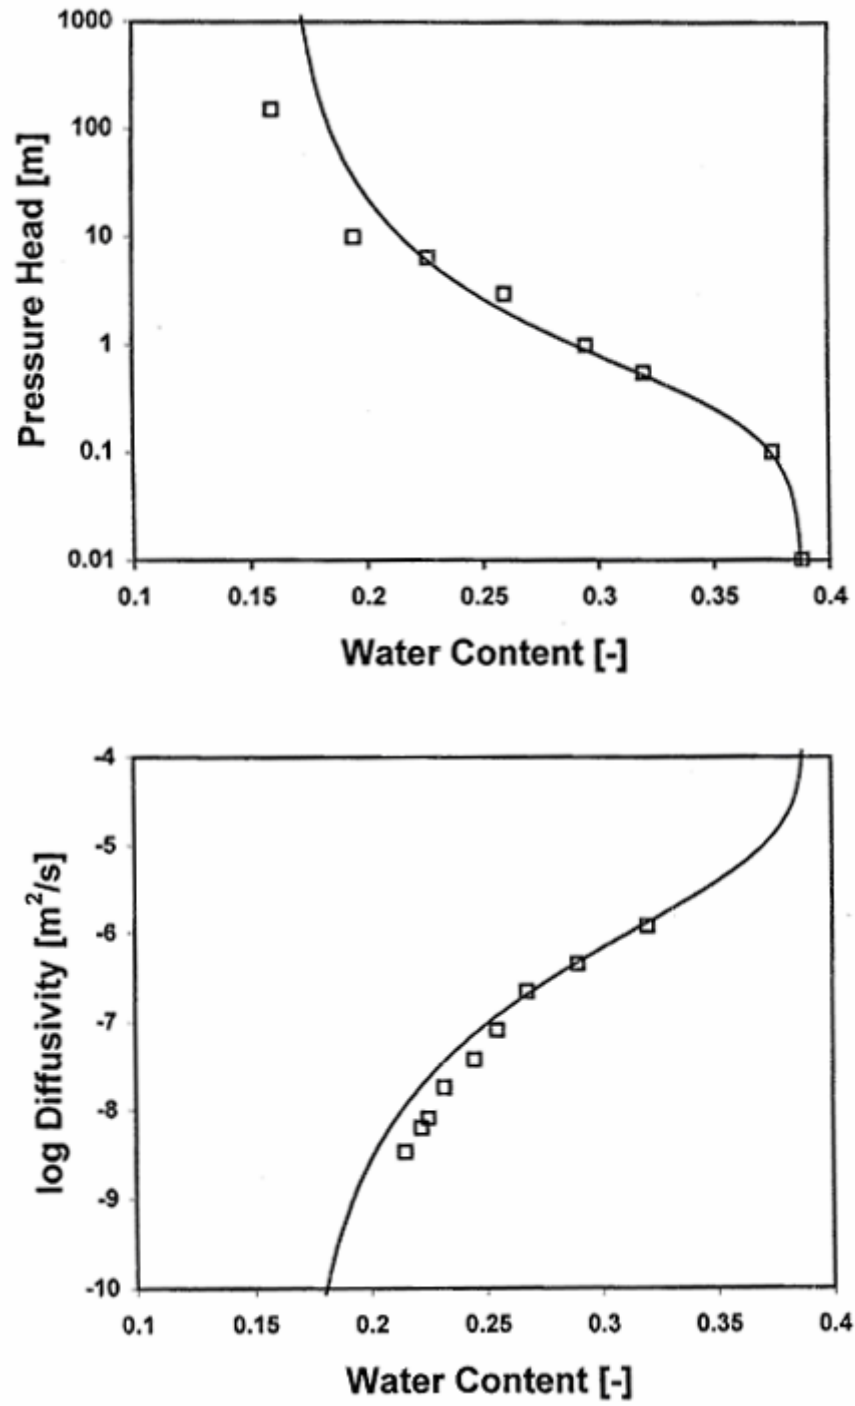 1000
100
10
1
0.1
0.01
Pressure Head [m]
0.1 0.15 0.2 0.25 0.3 0.35 0.4
Water Content [-]
-4
-5
-6
-7
-8
-9
-10
log Diffusivity [m²/s]
0.1 0.15 0.2 0.25 0.3 0.35 0.4
Water Content [-]